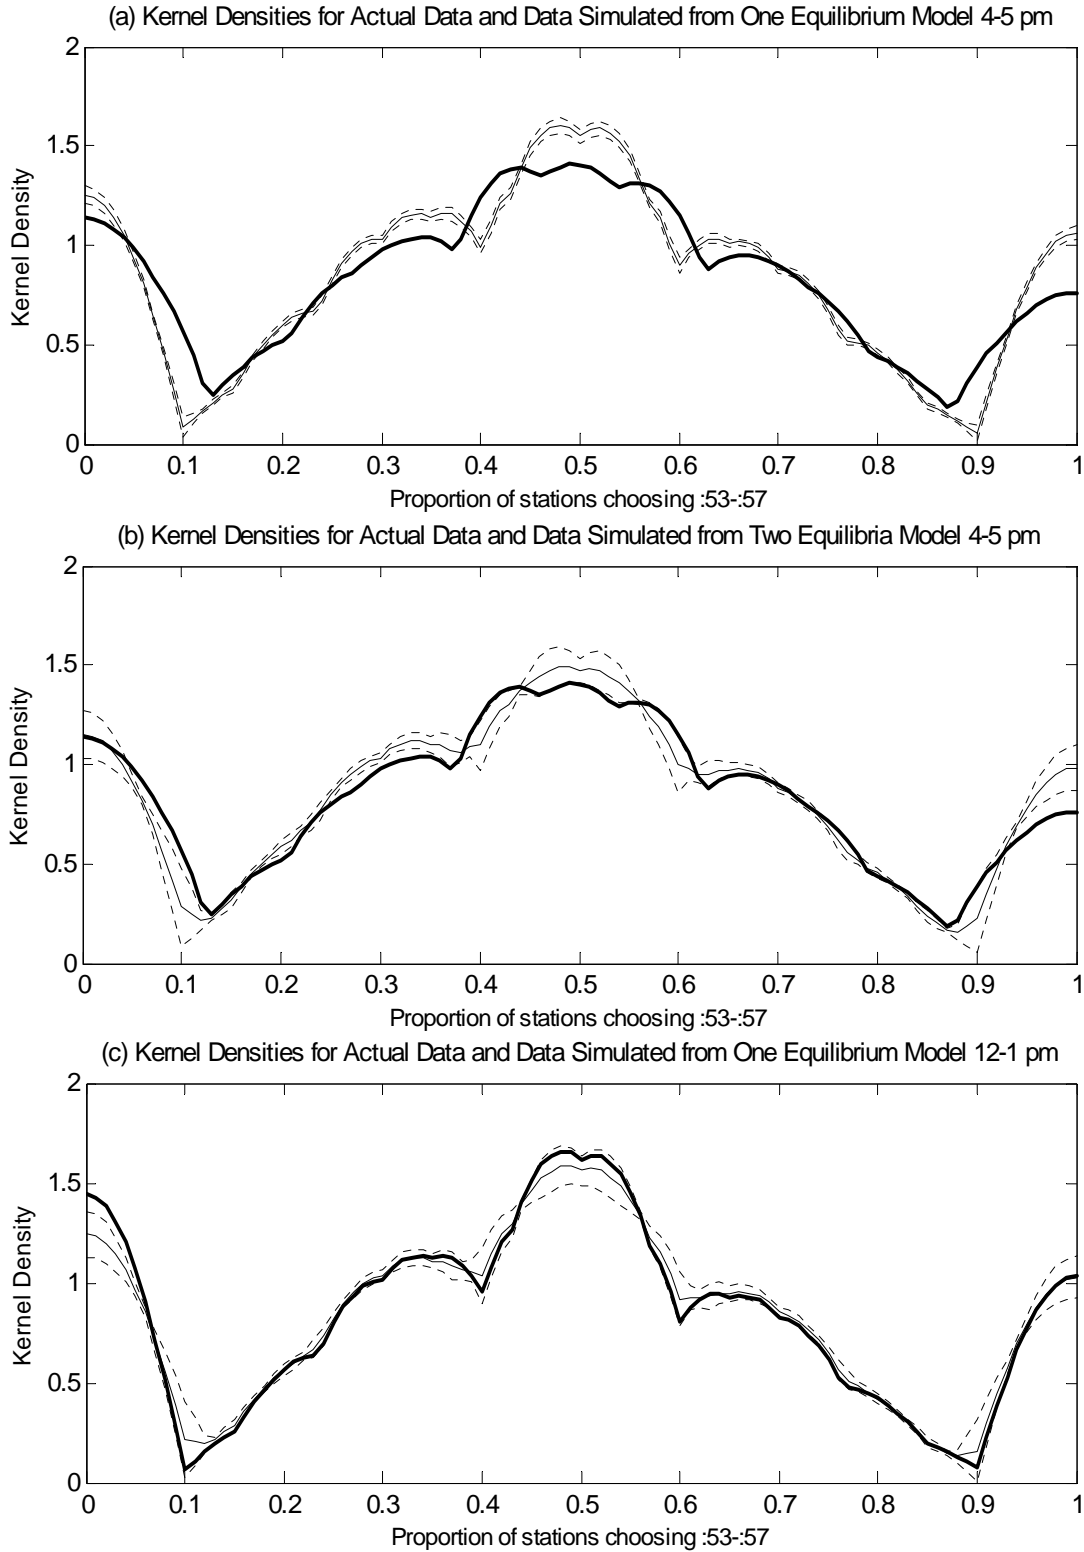 (a) Kernel Densities for Actual Data and Data Simulated from One Equilibrium Model 4-5 pm
2
1.5
1
0.5
0
Kernel Density
0 0.1 0.2 0.3 0.4 0.5 0.6 0.7 0.8 0.9 1
Proportion of stations choosing :53-:57
(b) Kernel Densities for Actual Data and Data Simulated from Two Equilibria Model 4-5 pm
2
1.5
1
0.5
0
Kernel Density
0 0.1 0.2 0.3 0.4 0.5 0.6 0.7 0.8 0.9 1
Proportion of stations choosing :53-:57
(c) Kernel Densities for Actual Data and Data Simulated from One Equilibrium Model 12-1 pm
2
1.5
1
0.5
0
Kernel Density
0 0.1 0.2 0.3 0.4 0.5 0.6 0.7 0.8 0.9 1
Proportion of stations choosing :53-:57